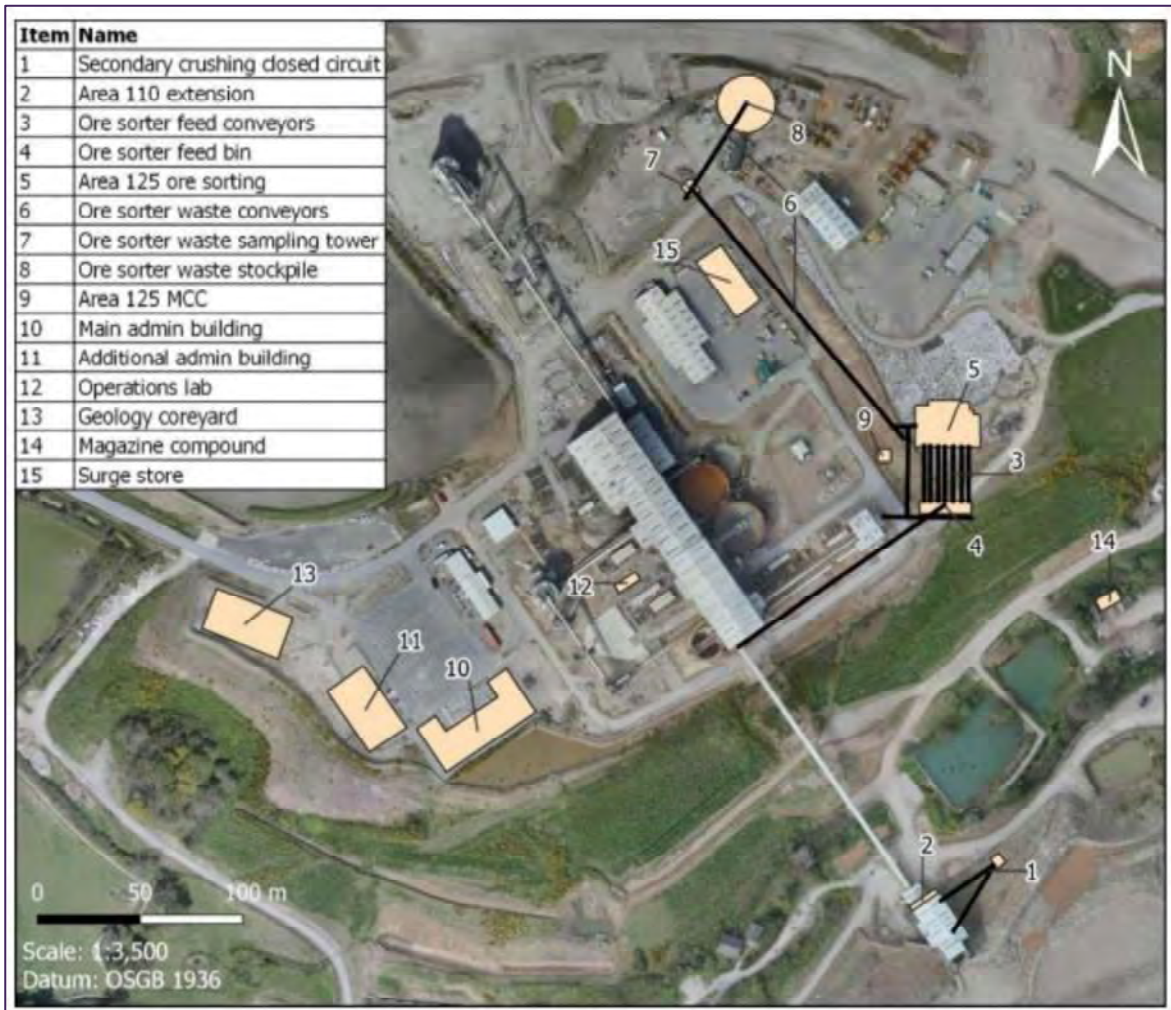 Item Name
1 Secondary crushing closed circuit
2 Area 110 extension
3 Ore sorter feed conveyors
4 Ore sorter feed bin
5 Area 125 ore sorting
6 Ore sorter waste conveyors
7 Ore sorter waste sampling tower
8 Ore sorter waste stockpile
9 Area 125 MCC
10 Main admin building
11 Additional admin building
12 Operations lab
13 Geology coreyard
14 Magazine compound
15 Surge store
N
8
7
6
15
5
9
3
4
14
13
12
11
10
2
1
0 50 100 m
Scale: 1:3,500
Datum: OSGB 1936